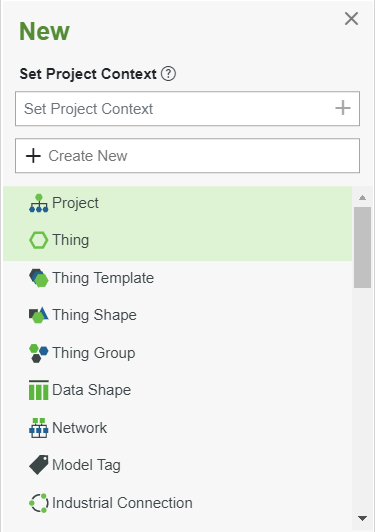 New
Set Project Context
Set Project Context
Create New
Project
Thing
Thing Template
Thing Shape
Thing Group
Data Shape
Network
Model Tag
Industrial Connection